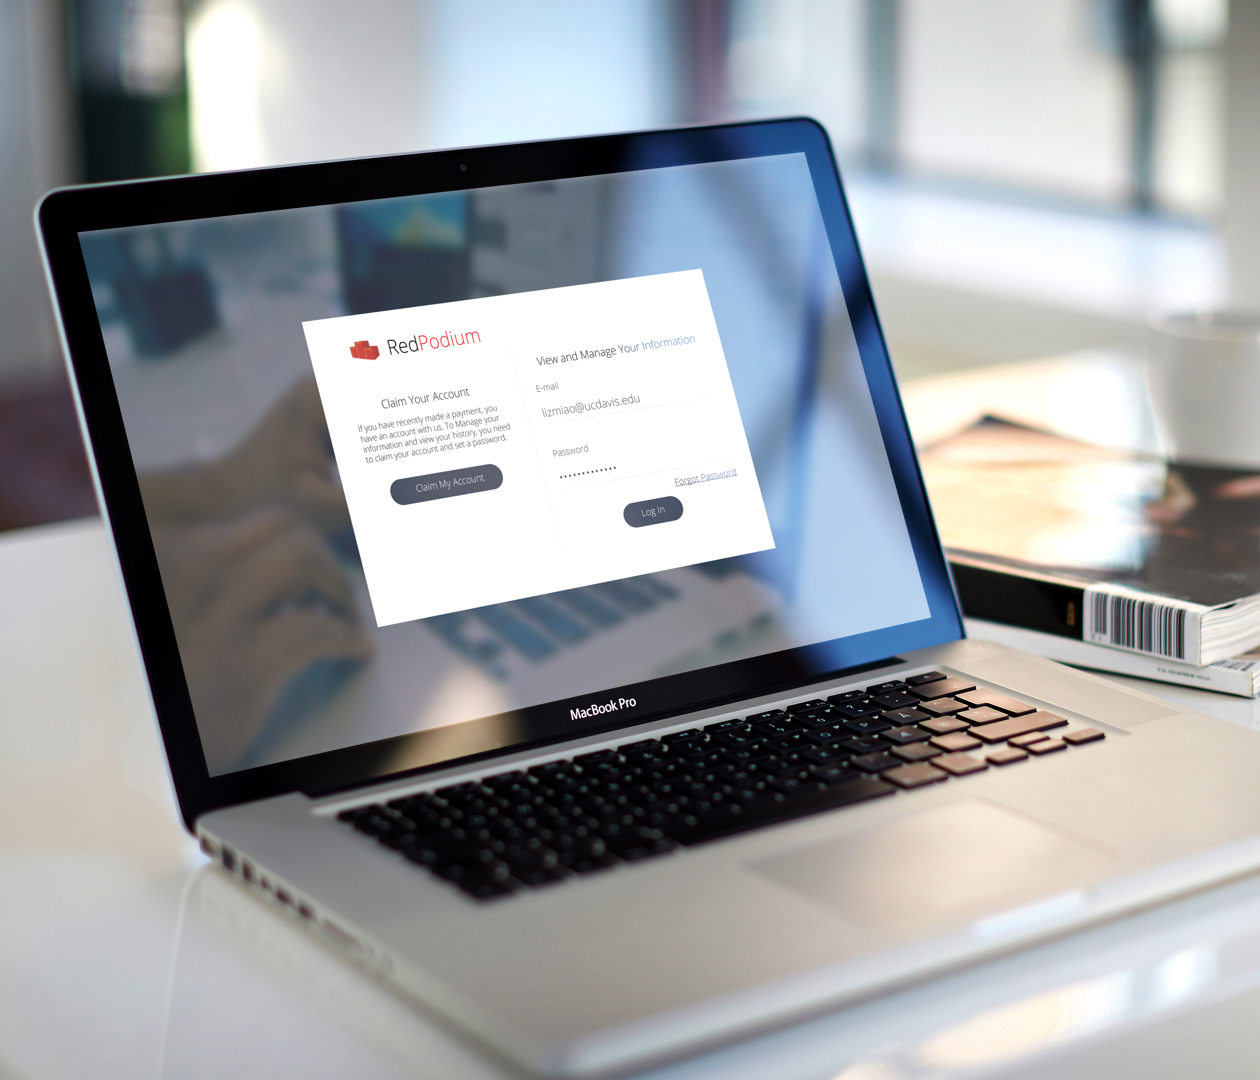 RedPodium
Claim Your Account
If you have recently made a payment, you
have an account with us. To Manage your
information and view your history, you need
to claim your account and set a password.
Claim My Account
View and Manage Your Information
E-mail
lizmiao@ucdavis.edu
Password
•••••••••••••
Forgot Password
Log In
MacBook Pro